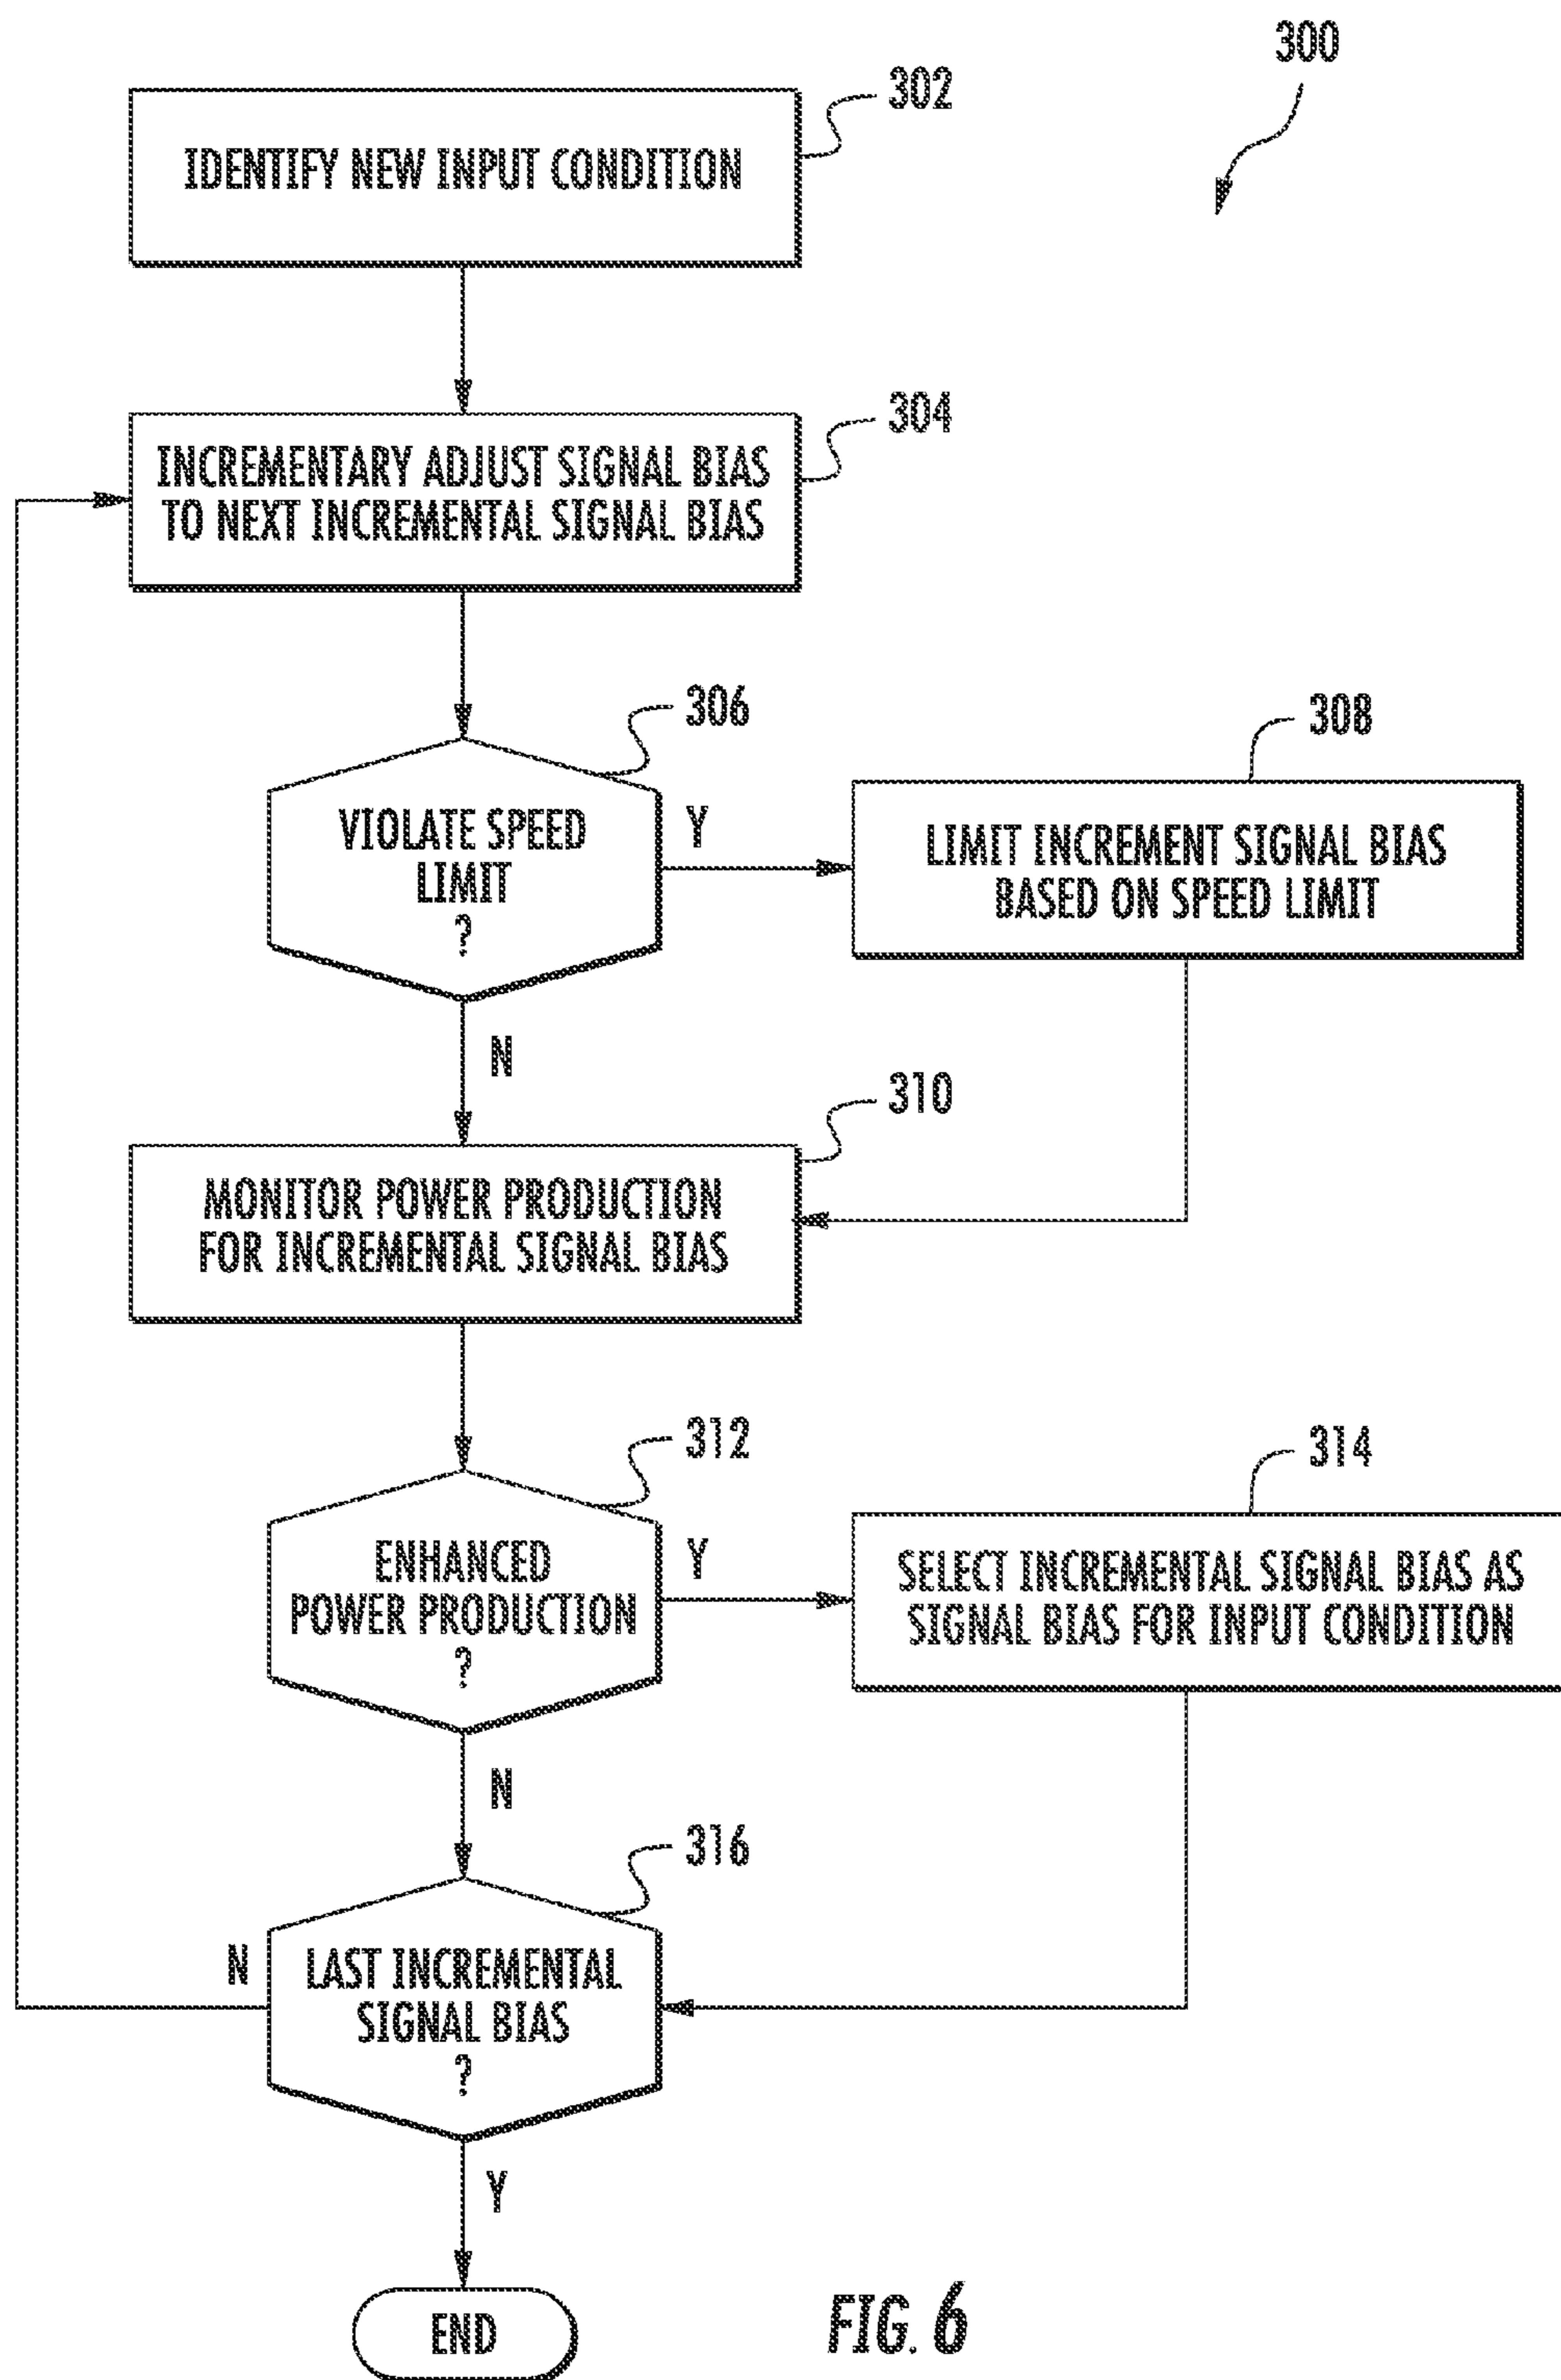 300
302
IDENTIFY NEW INPUT CONDITION
304
INCREMENTARY ADJUST SIGNAL BIAS
TO NEXT INCREMENTAL SIGNAL BIAS
306
VIOLATE SPEED
LIMIT
?
Y
308
LIMIT INCREMENT SIGNAL BIAS
BASED ON SPEED LIMIT
N
310
MONITOR POWER PRODUCTION
FOR INCREMENTAL SIGNAL BIAS
312
ENHANCED
POWER PRODUCTION
?
Y
314
SELECT INCREMENTAL SIGNAL BIAS AS
SIGNAL BIAS FOR INPUT CONDITION
N
316
LAST INCREMENTAL
SIGNAL BIAS
?
N
Y
END
FIG. 6